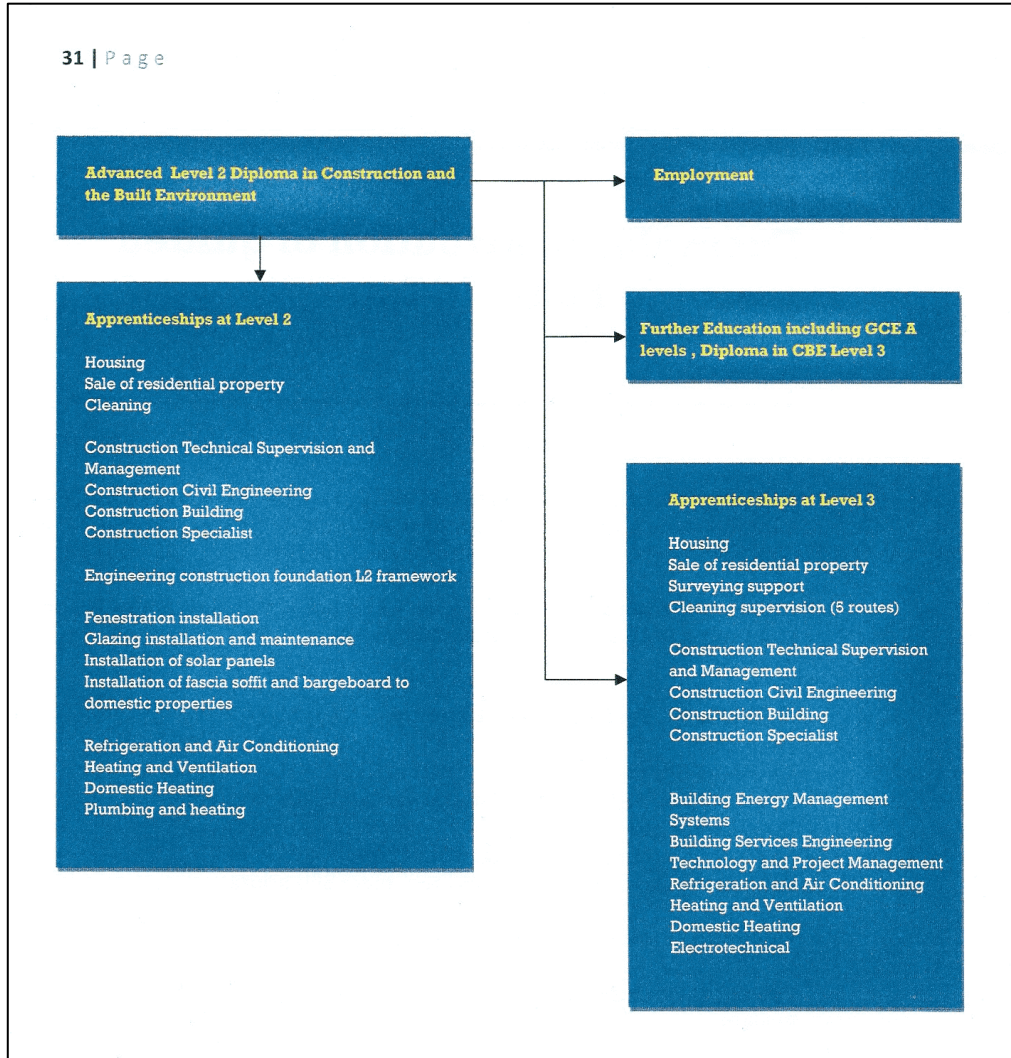 31 | Page
Advanced Level 2 Diploma in Construction and
the Built Environment
Employment
Further Education including GCE A
levels , Diploma in CBE Level 3
Apprenticeships at Level 2
Housing
Sale of residential property
Cleaning
Construction Technical Supervision and
Management
Construction Civil Engineering
Construction Building
Construction Specialist
Engineering construction foundation L2 framework
Fenestration installation
Glazing installation and maintenance
Installation of solar panels
Installation of fascia soffit and bargeboard to
domestic properties
Refrigeration and Air Conditioning
Heating and Ventilation
Domestic Heating
Plumbing and heating
Apprenticeships at Level 3
Housing
Sale of residential property
Surveying support
Cleaning supervision (5 routes)
Construction Technical Supervision
and Management
Construction Civil Engineering
Construction Building
Construction Specialist
Building Energy Management
Systems
Building Services Engineering
Technology and Project Management
Refrigeration and Air Conditioning
Heating and Ventilation
Domestic Heating
Electrotechnical